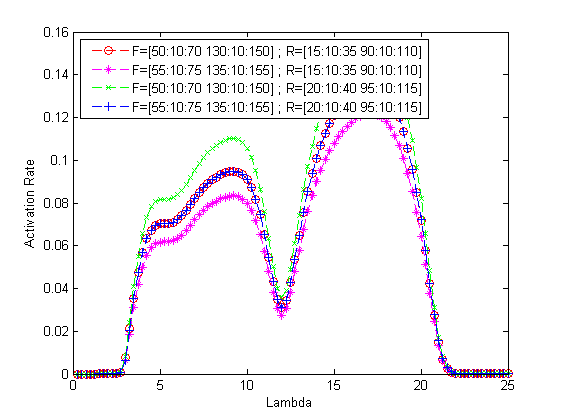 0.16
0.14
0.12
0.1
0.08
0.06
0.04
0.02
0
F=[50:10:70 130:10:150] ; R=[15:10:35 90:10:110]
F=[55:10:75 135:10:155] ; R=[15:10:35 90:10:110]
F=[50:10:70 130:10:150] ; R=[20:10:40 95:10:115]
F=[55:10:75 135:10:155] ; R=[20:10:40 95:10:115]
Activation Rate
0 5 10 15 20 25
Lambda